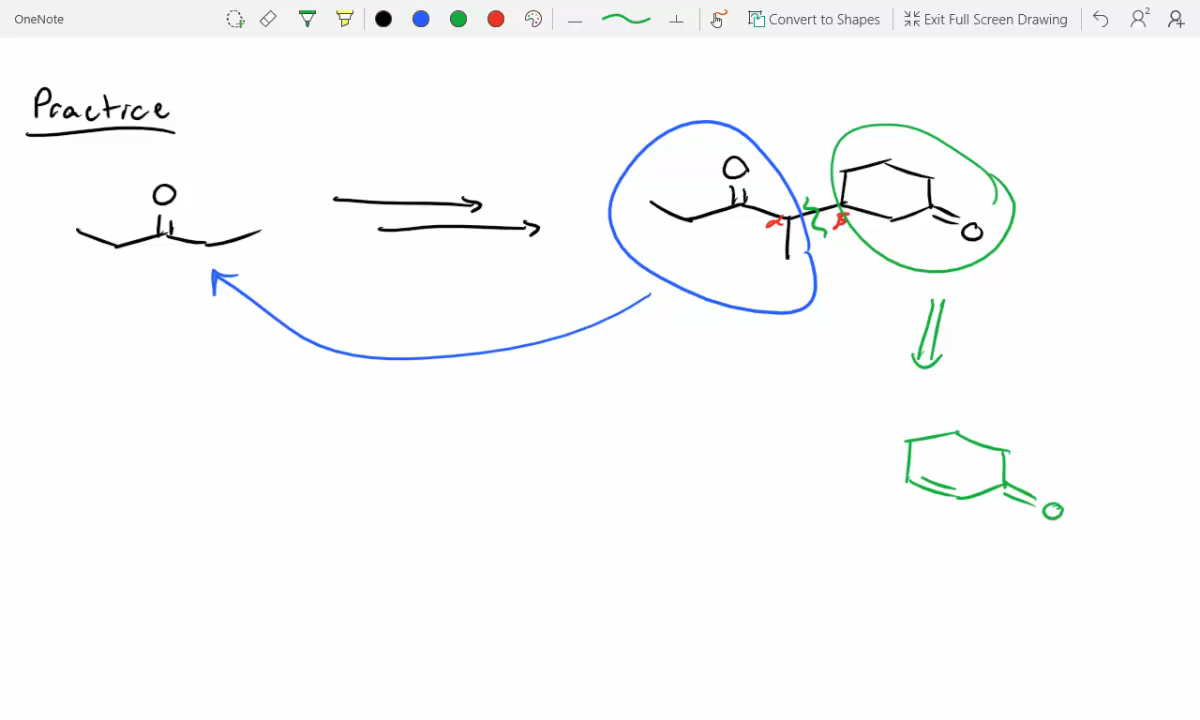 OneNote
Convert to Shapes
Exit Full Screen Drawing
Practice
O
O
α
β
O
O